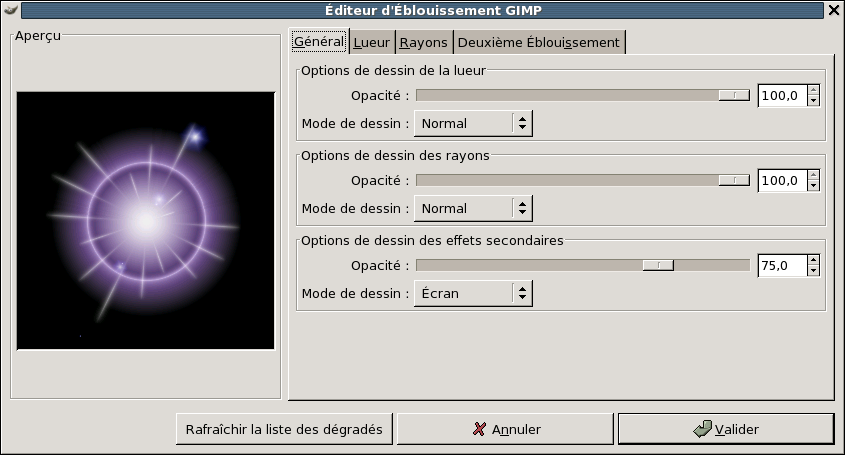 Éditeur d'Éblouissement GIMP
Aperçu
Général Lueur Rayons Deuxième Éblouissement
Options de dessin de la lueur
Opacité : 100,0
Mode de dessin : Normal
Options de dessin des rayons
Opacité : 100,0
Mode de dessin : Normal
Options de dessin des effets secondaires
Opacité : 75,0
Mode de dessin : Écran
Rafraîchir la liste des dégradés Annuler Valider